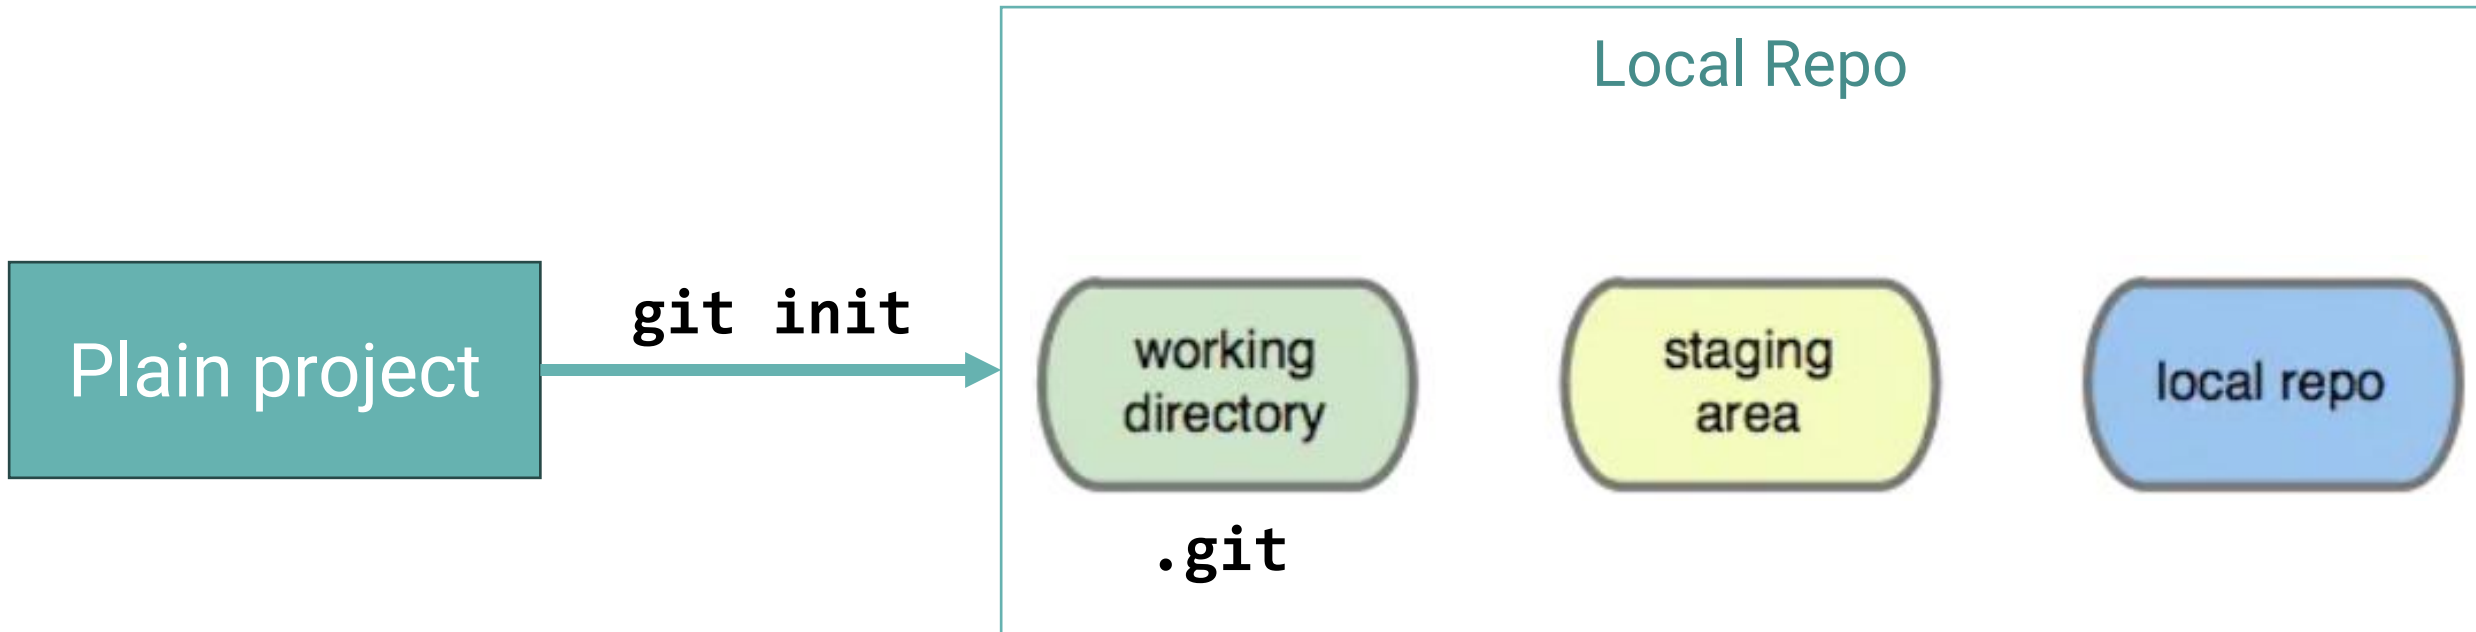 Local Repo
Plain project
git init
working
directory
staging
area
local repo
.git